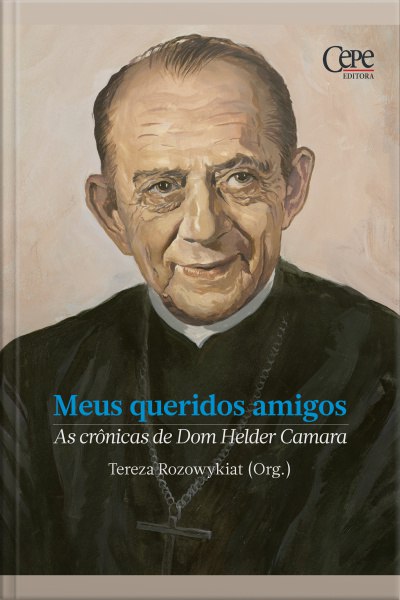 CEPE
EDITORA
Meus queridos amigos
As crônicas de Dom Helder Camara
Tereza Rozowykiat (Org.)